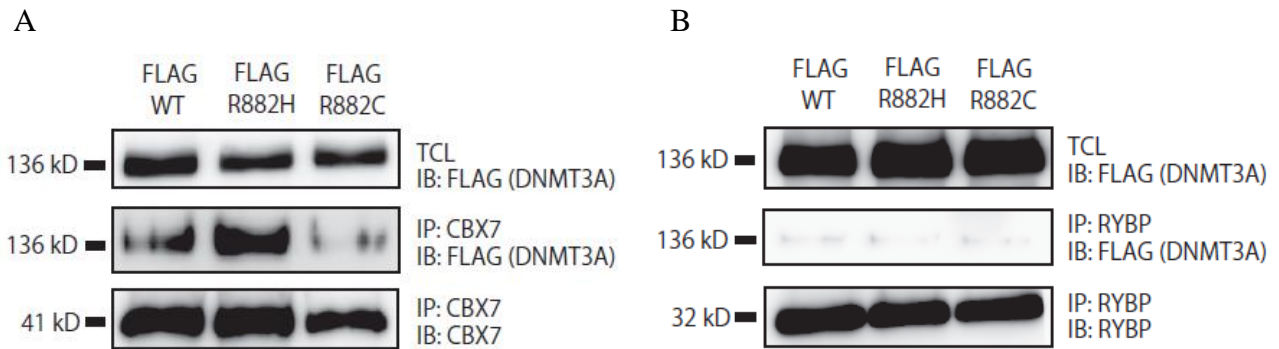 A
FLAG WT
FLAG R882H
FLAG R882C
136 kD
TCL
IB: FLAG (DNMT3A)
136 kD
IP: CBX7
IB: FLAG (DNMT3A)
41 kD
IP: CBX7
IB: CBX7
B
FLAG WT
FLAG R882H
FLAG R882C
136 kD
TCL
IB: FLAG (DNMT3A)
136 kD
IP: RYBP
IB: FLAG (DNMT3A)
32 kD
IP: RYBP
IB: RYBP